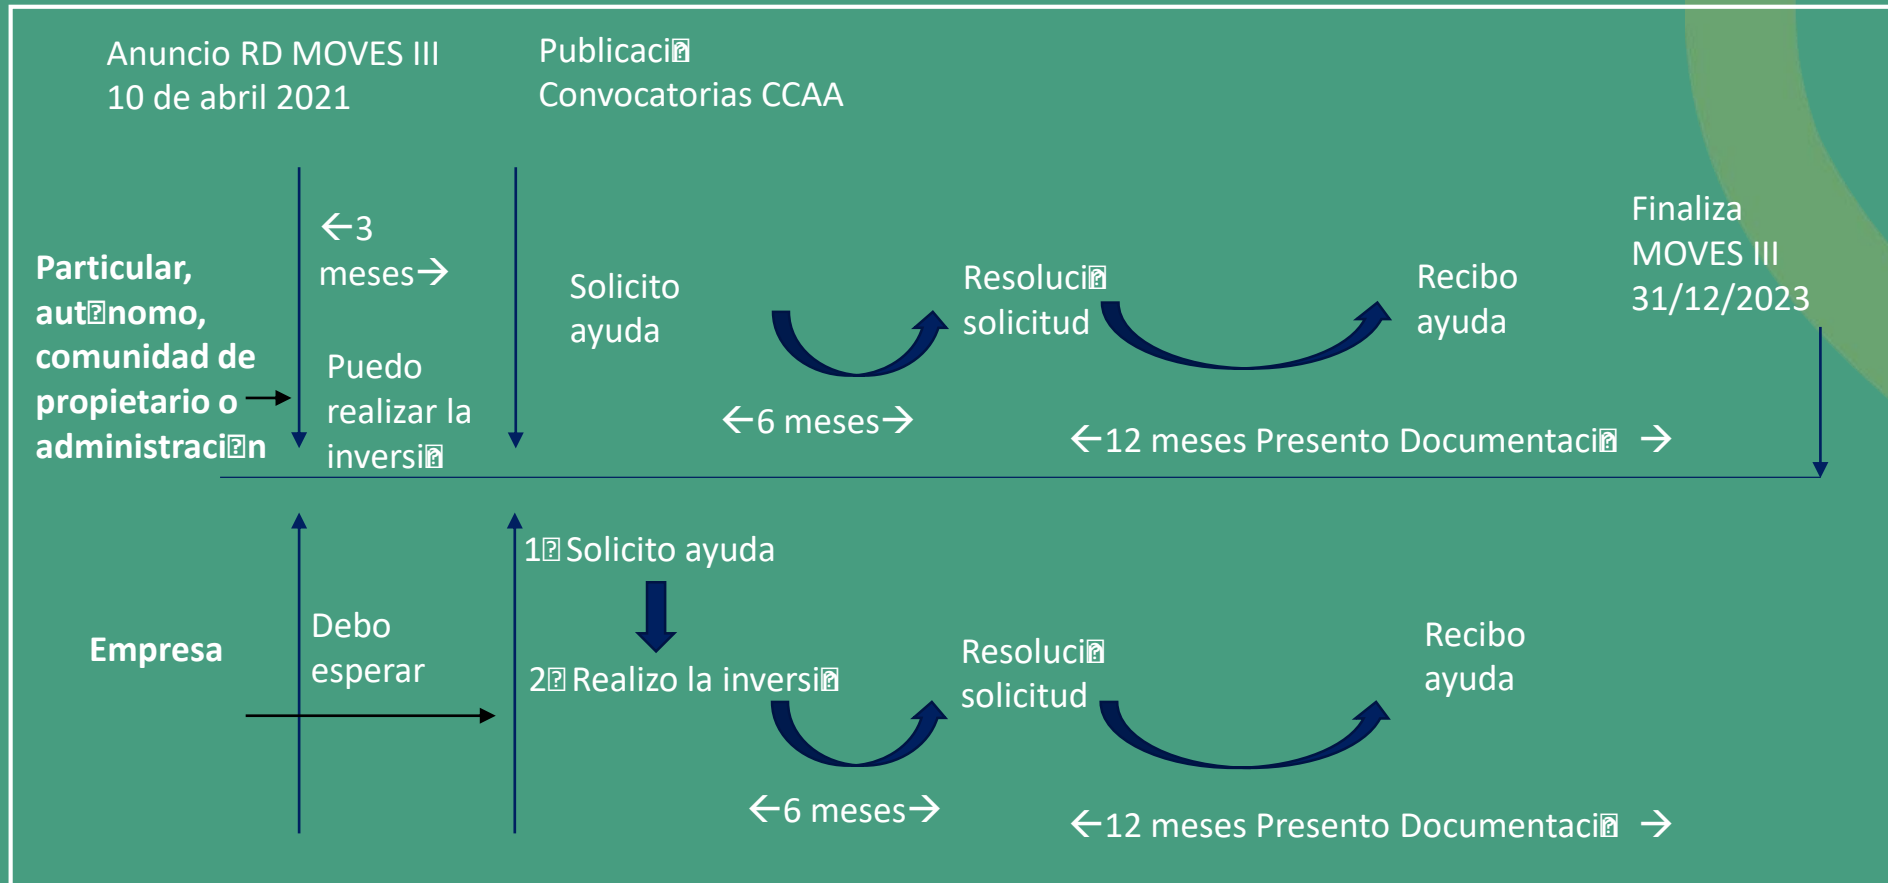 Anuncio RD MOVES III
10 de abril 2021
Publicaci�
Convocatorias CCAA
←3
meses→
Particular,
aut�nomo,
comunidad de
propietario o
administraci�n
Puedo
realizar la
inversi�
Solicito
ayuda
←6 meses→
Resoluci�
solicitud
Recibo
ayuda
←12 meses Presento Documentaci� →
Finaliza
MOVES III
31/12/2023
Empresa
Debo
esperar
1� Solicito ayuda
2� Realizo la inversi�
←6 meses→
Resoluci�
solicitud
Recibo
ayuda
←12 meses Presento Documentaci� →